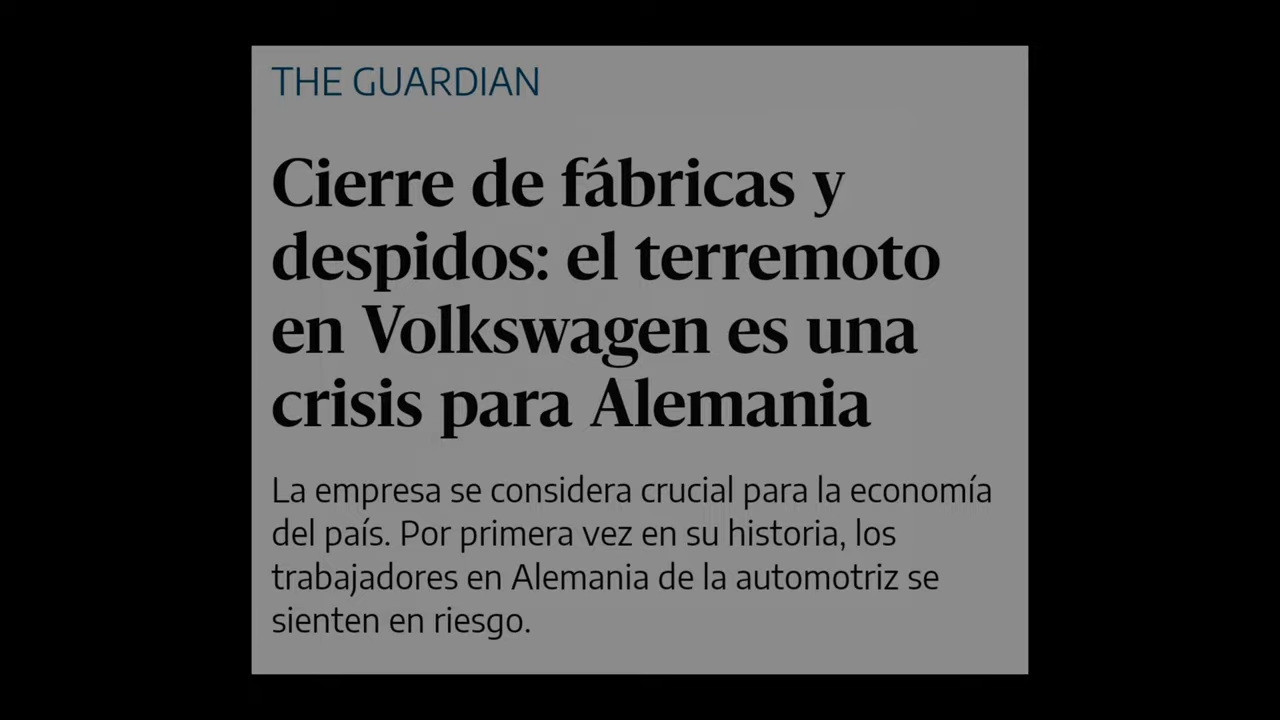 THE GUARDIAN
Cierre de fábricas y
despidos: el terremoto
en Volkswagen es una
crisis para Alemania
La empresa se considera crucial para la economía
del país. Por primera vez en su historia, los
trabajadores en Alemania de la automotriz se
sienten en riesgo.